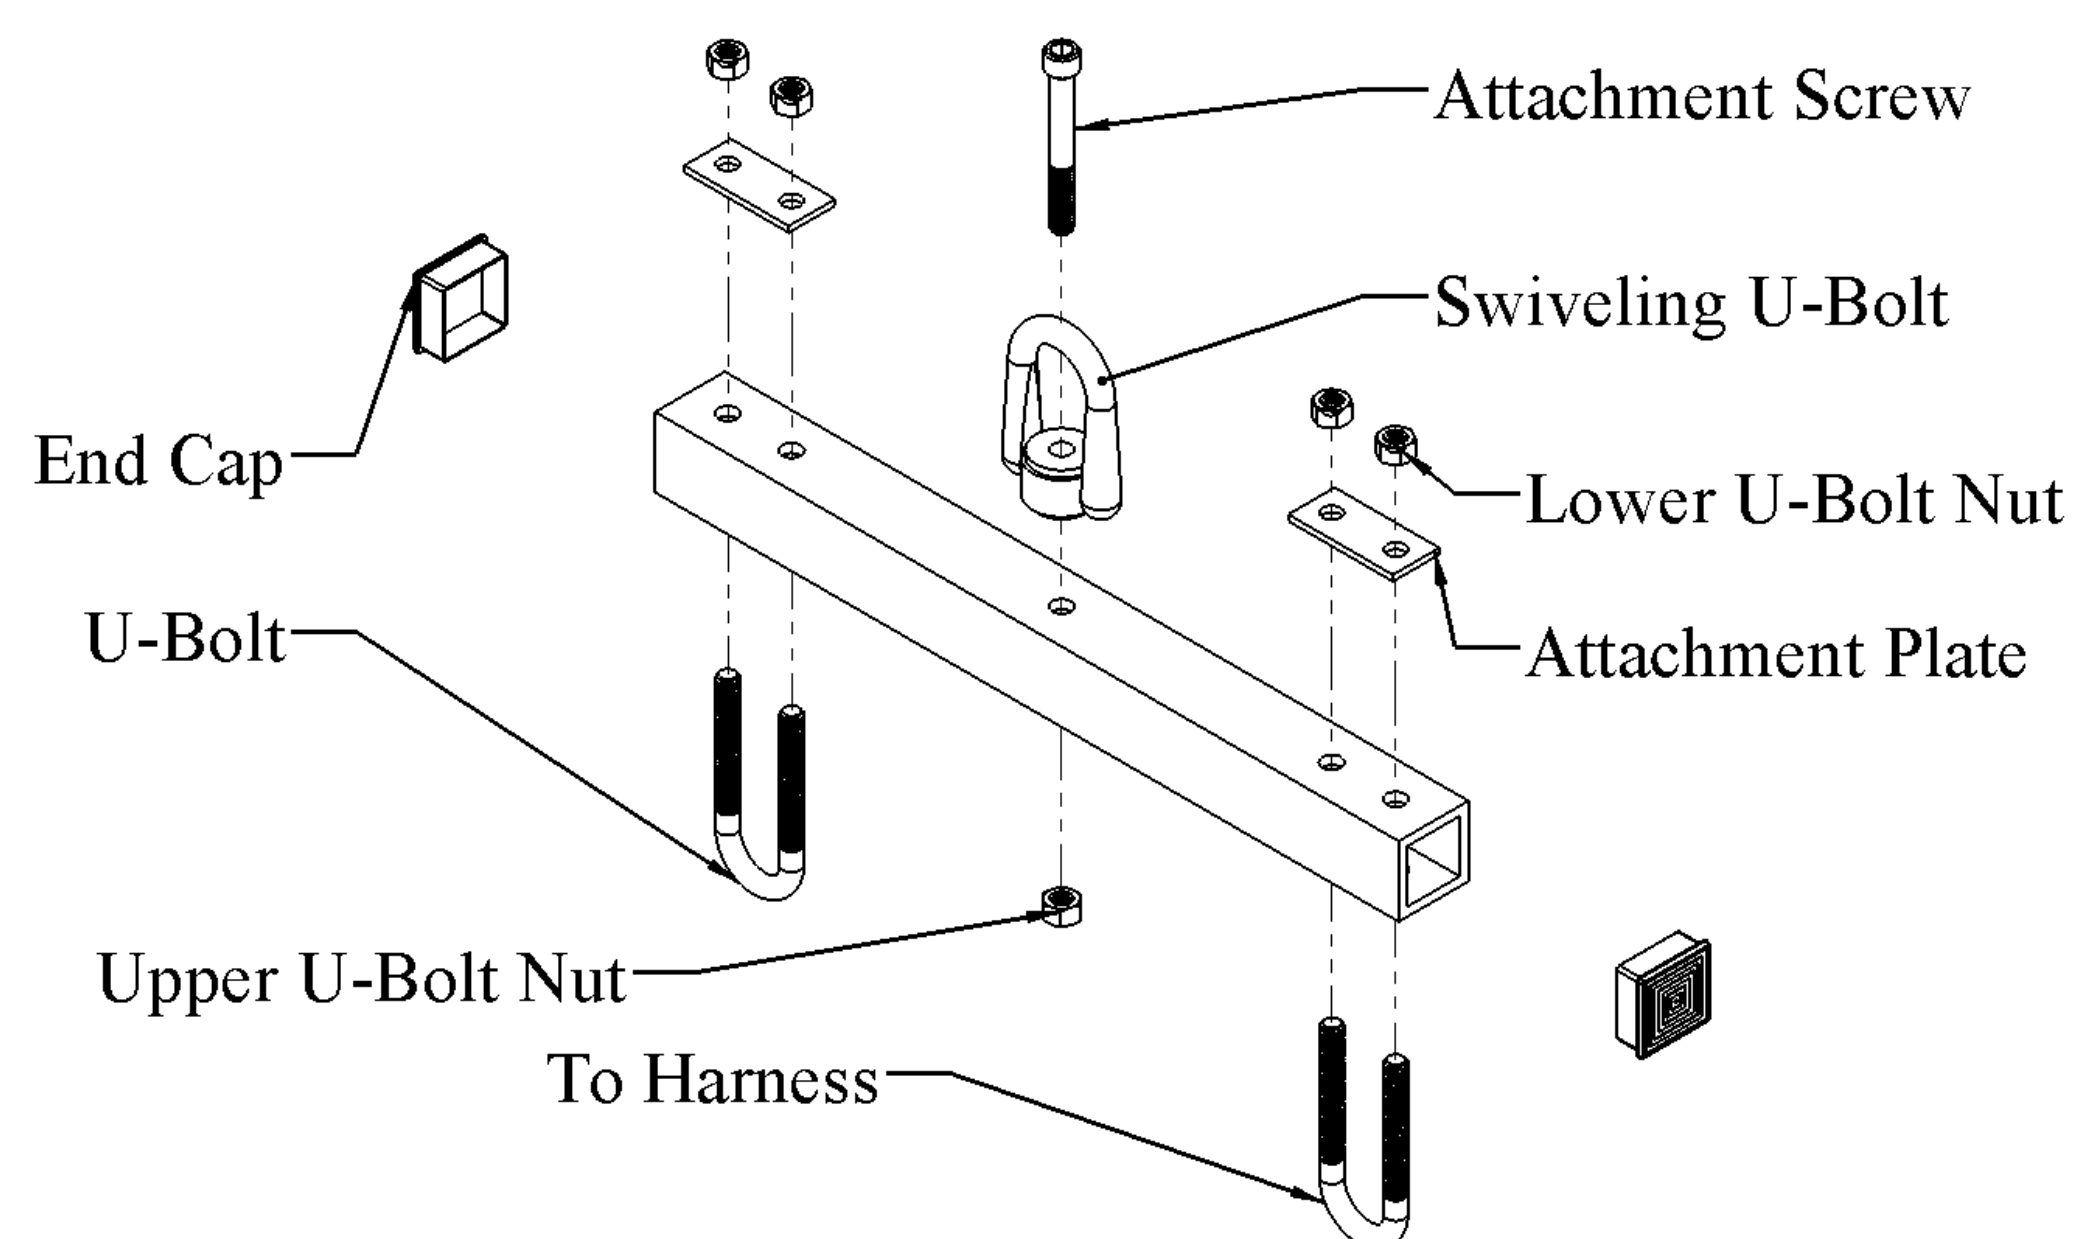 Attachment Screw
Swiveling U-Bolt
End Cap
Lower U-Bolt Nut
U-Bolt
Attachment Plate
Upper U-Bolt Nut
To Harness